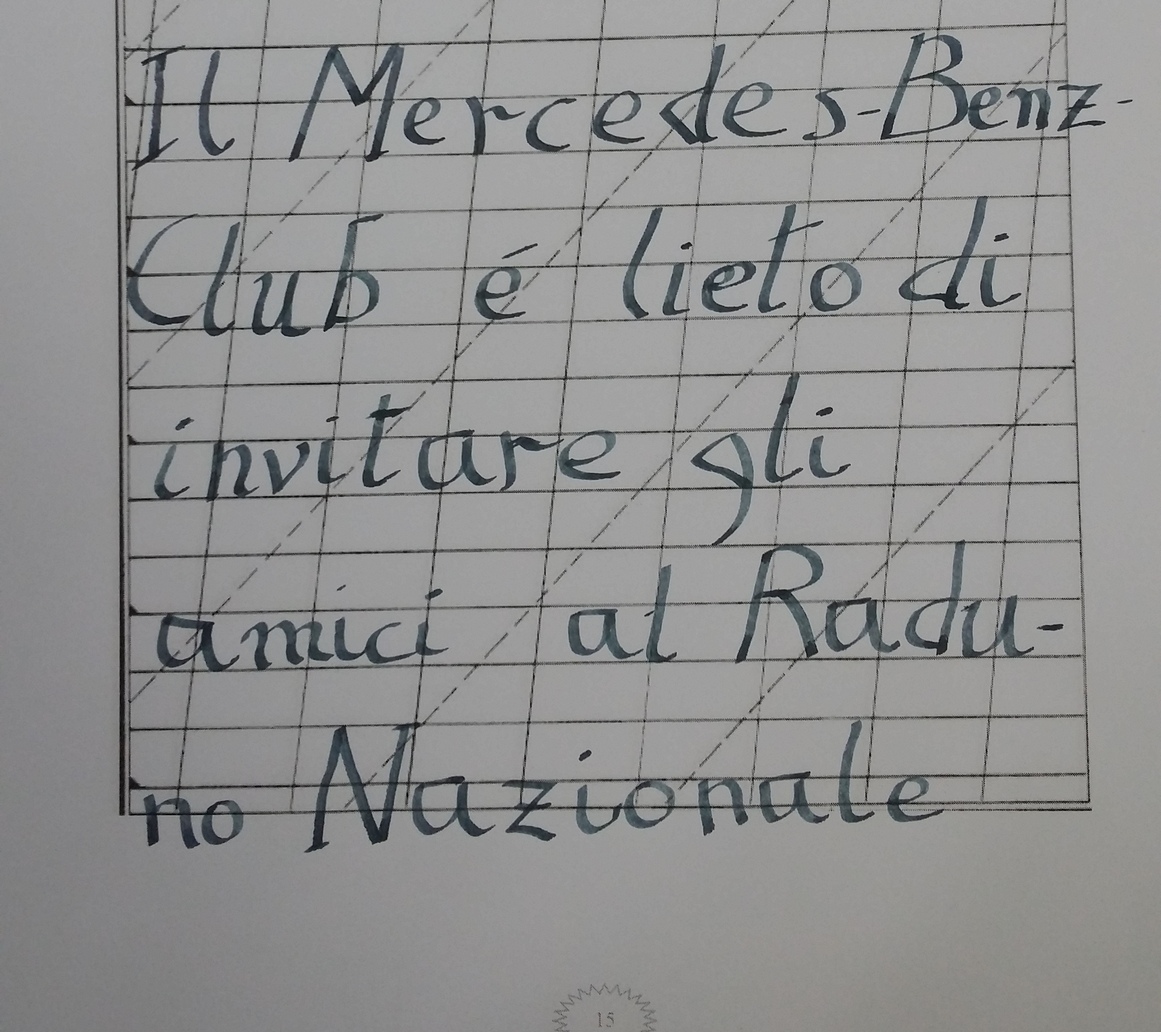 Il Mercedes-Benz-
Club é lieto di
invitare gli
amici al Radu-
no Nazionale
15